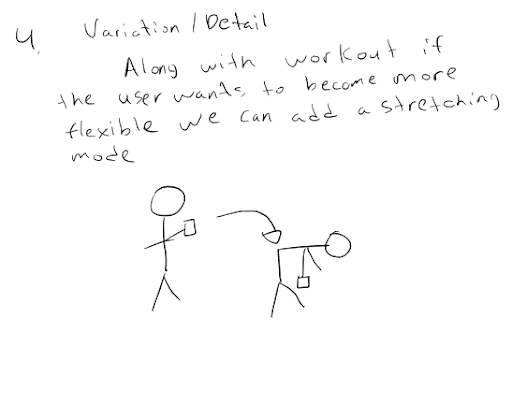 4. Variation / Detail
Along with workout if
the user wants to become more
flexible we can add a stretching
mode